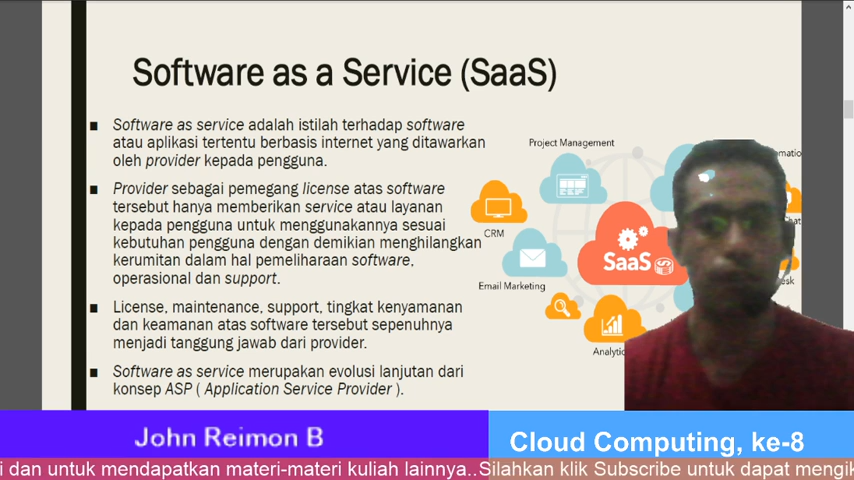 Software as a Service (SaaS)
■ Software as service adalah istilah terhadap software
atau aplikasi tertentu berbasis internet yang ditawarkan
oleh provider kepada pengguna.
■ Provider sebagai pemegang license atas software
tersebut hanya memberikan service atau layanan
kepada pengguna untuk menggunakannya sesuai
kebutuhan pengguna dengan demikian menghilangkan
kerumitan dalam hal pemeliharaan software,
operasional dan support.
■ License, maintenance, support, tingkat kenyamanan
dan keamanan atas software tersebut sepenuhnya
menjadi tanggung jawab dari provider.
■ Software as service merupakan evolusi lanjutan dari
konsep ASP ( Application Service Provider ).
Project Management
CRM
SaaS
Email Marketing
John Reimon B
Cloud Computing, ke-8
i dan untuk mendapatkan materi-materi kuliah lainnya..Silahkan klik Subscribe untuk dapat mengik